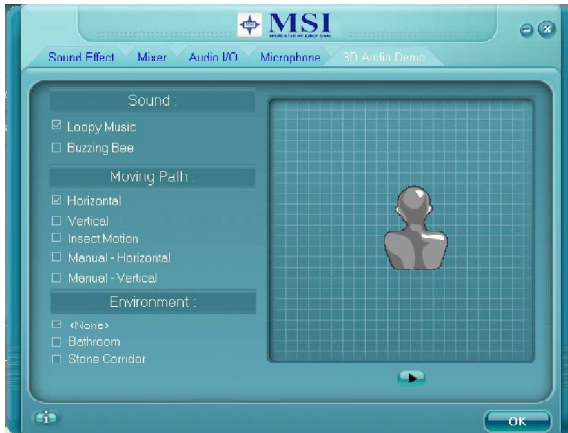 MSI
Sound Effect Mixer Audio I/O Microphone 3D Audio Demo
Sound :
Loopy Music
Buzzing Bee
Moving Path :
Horizontal
Vertical
Insect Motion
Manual - Horizontal
Manual - Vertical
Environment :
<None>
Bathroom
Stone Corridor
OK